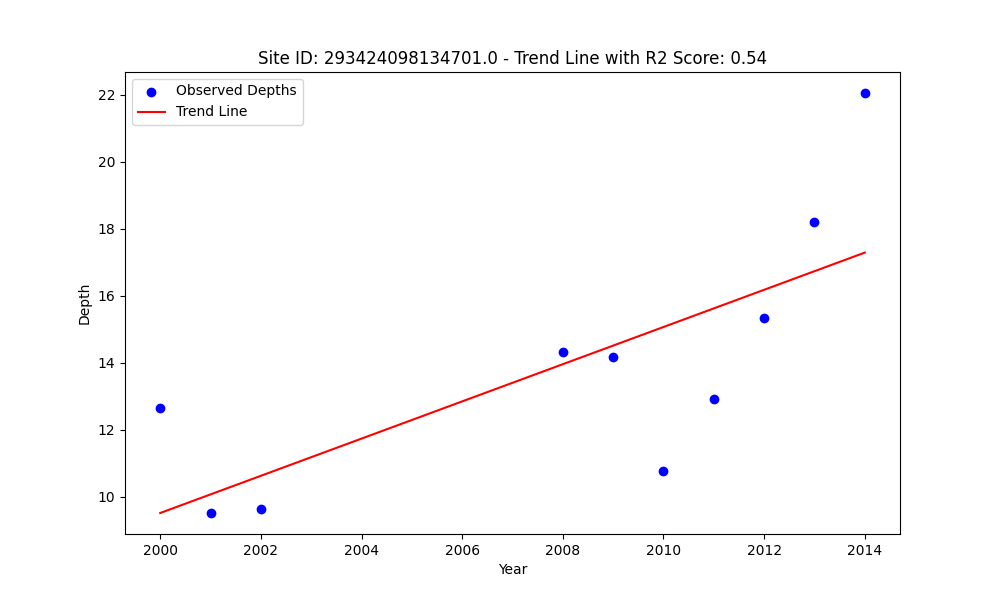 Site ID: 293424098134701.0 - Trend Line with R2 Score: 0.54
Observed Depths
Trend Line
22
20
18
16
14
12
10
Depth
2000 2002 2004 2006 2008 2010 2012 2014
Year